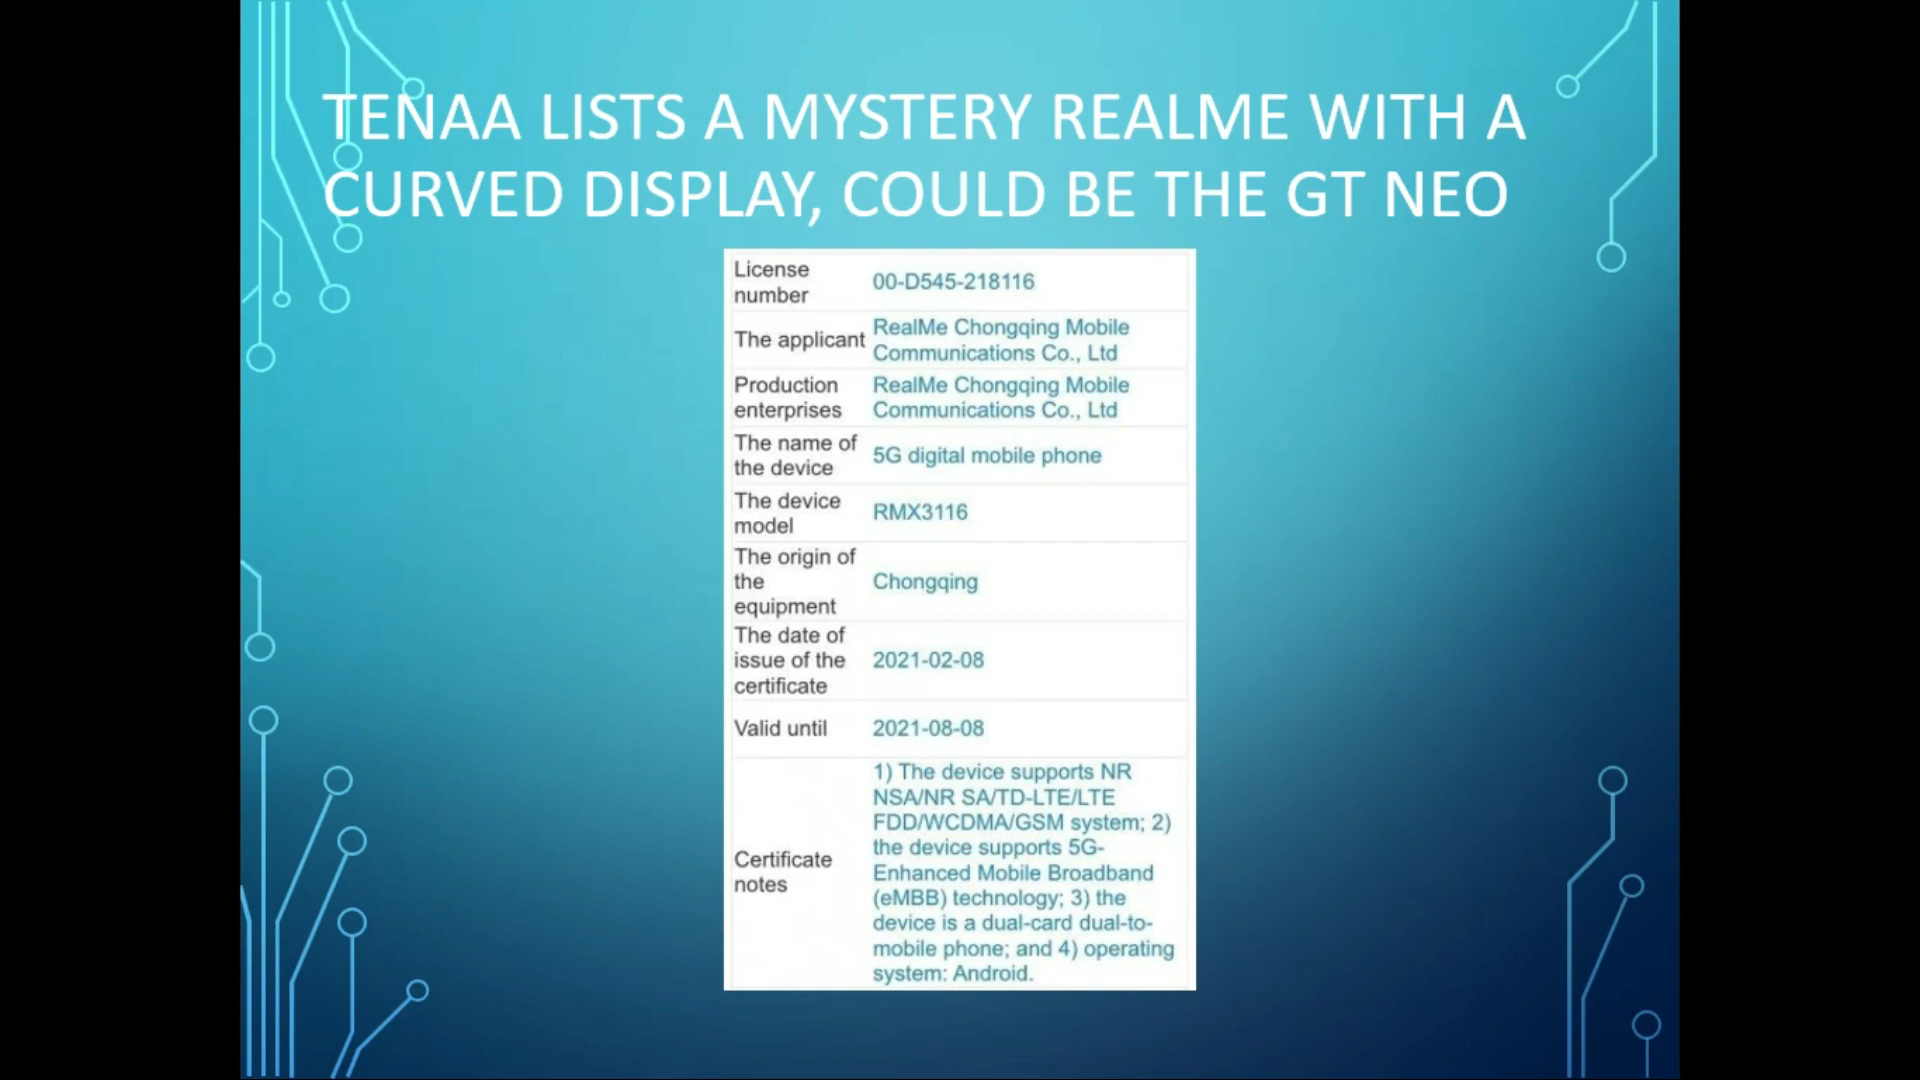 TENAA LISTS A MYSTERY REALME WITH A
CURVED DISPLAY, COULD BE THE GT NEO
License
number
00-D545-218116
The applicant
RealMe Chongqing Mobile
Communications Co., Ltd
Production
enterprises
RealMe Chongqing Mobile
Communications Co., Ltd
The name of
the device
5G digital mobile phone
The device
model
RMX3116
The origin of
the
equipment
Chongqing
The date of
issue of the
certificate
2021-02-08
Valid until
2021-08-08
Certificate
notes
1) The device supports NR
NSA/NR SA/TD-LTE/LTE
FDD/WCDMA/GSM system; 2)
the device supports 5G-
Enhanced Mobile Broadband
(eMBB) technology; 3) the
device is a dual-card dual-to-
mobile phone; and 4) operating
system: Android.